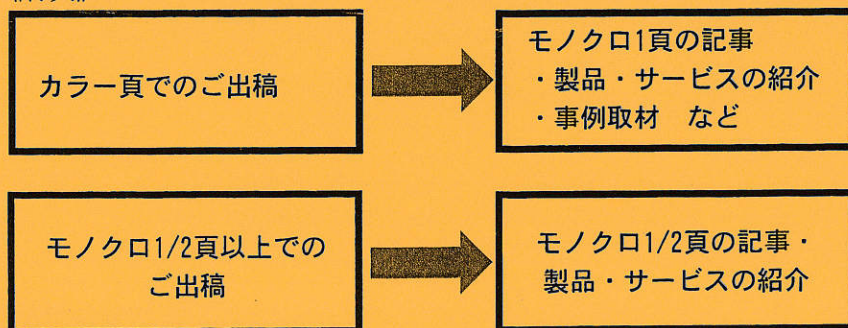 カラー頁でのご出稿
モノクロ1頁の記事
・製品・サービスの紹介
・事例取材　など
モノクロ1/2頁以上での
ご出稿
モノクロ1/2頁の記事・
製品・サービスの紹介